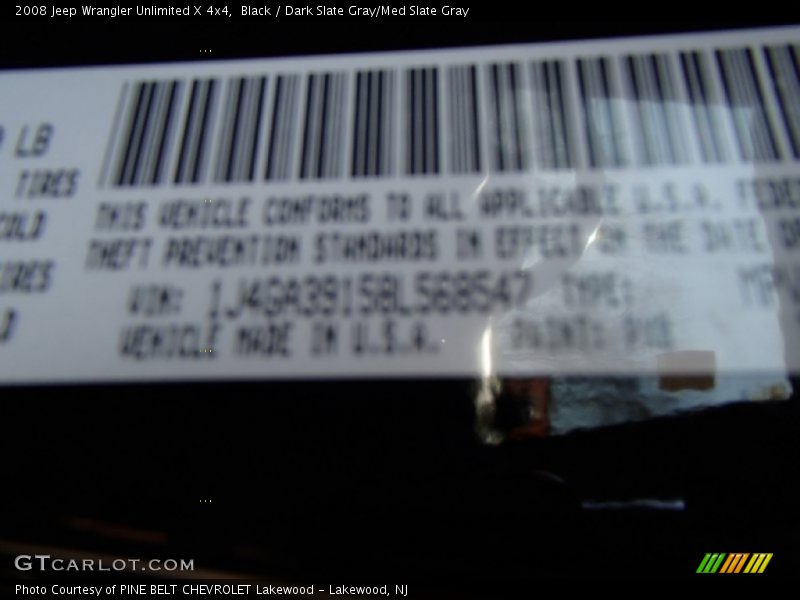 2008 Jeep Wrangler Unlimited X 4x4,  Black / Dark Slate Gray/Med Slate Gray
LB
TIRES
COLD
THIS VEHICLE CONFORMS TO ALL APPLICABLE U.S.A. FEDE
THEFT PREVENTION STANDARDS IN EFFECT ON THE DATE
VIN: 1J4GA39158L568547 TYPE:
VEHICLE MADE IN U.S.A. PAINT:
GTCARLOT.COM
Photo Courtesy of PINE BELT CHEVROLET Lakewood – Lakewood, NJ